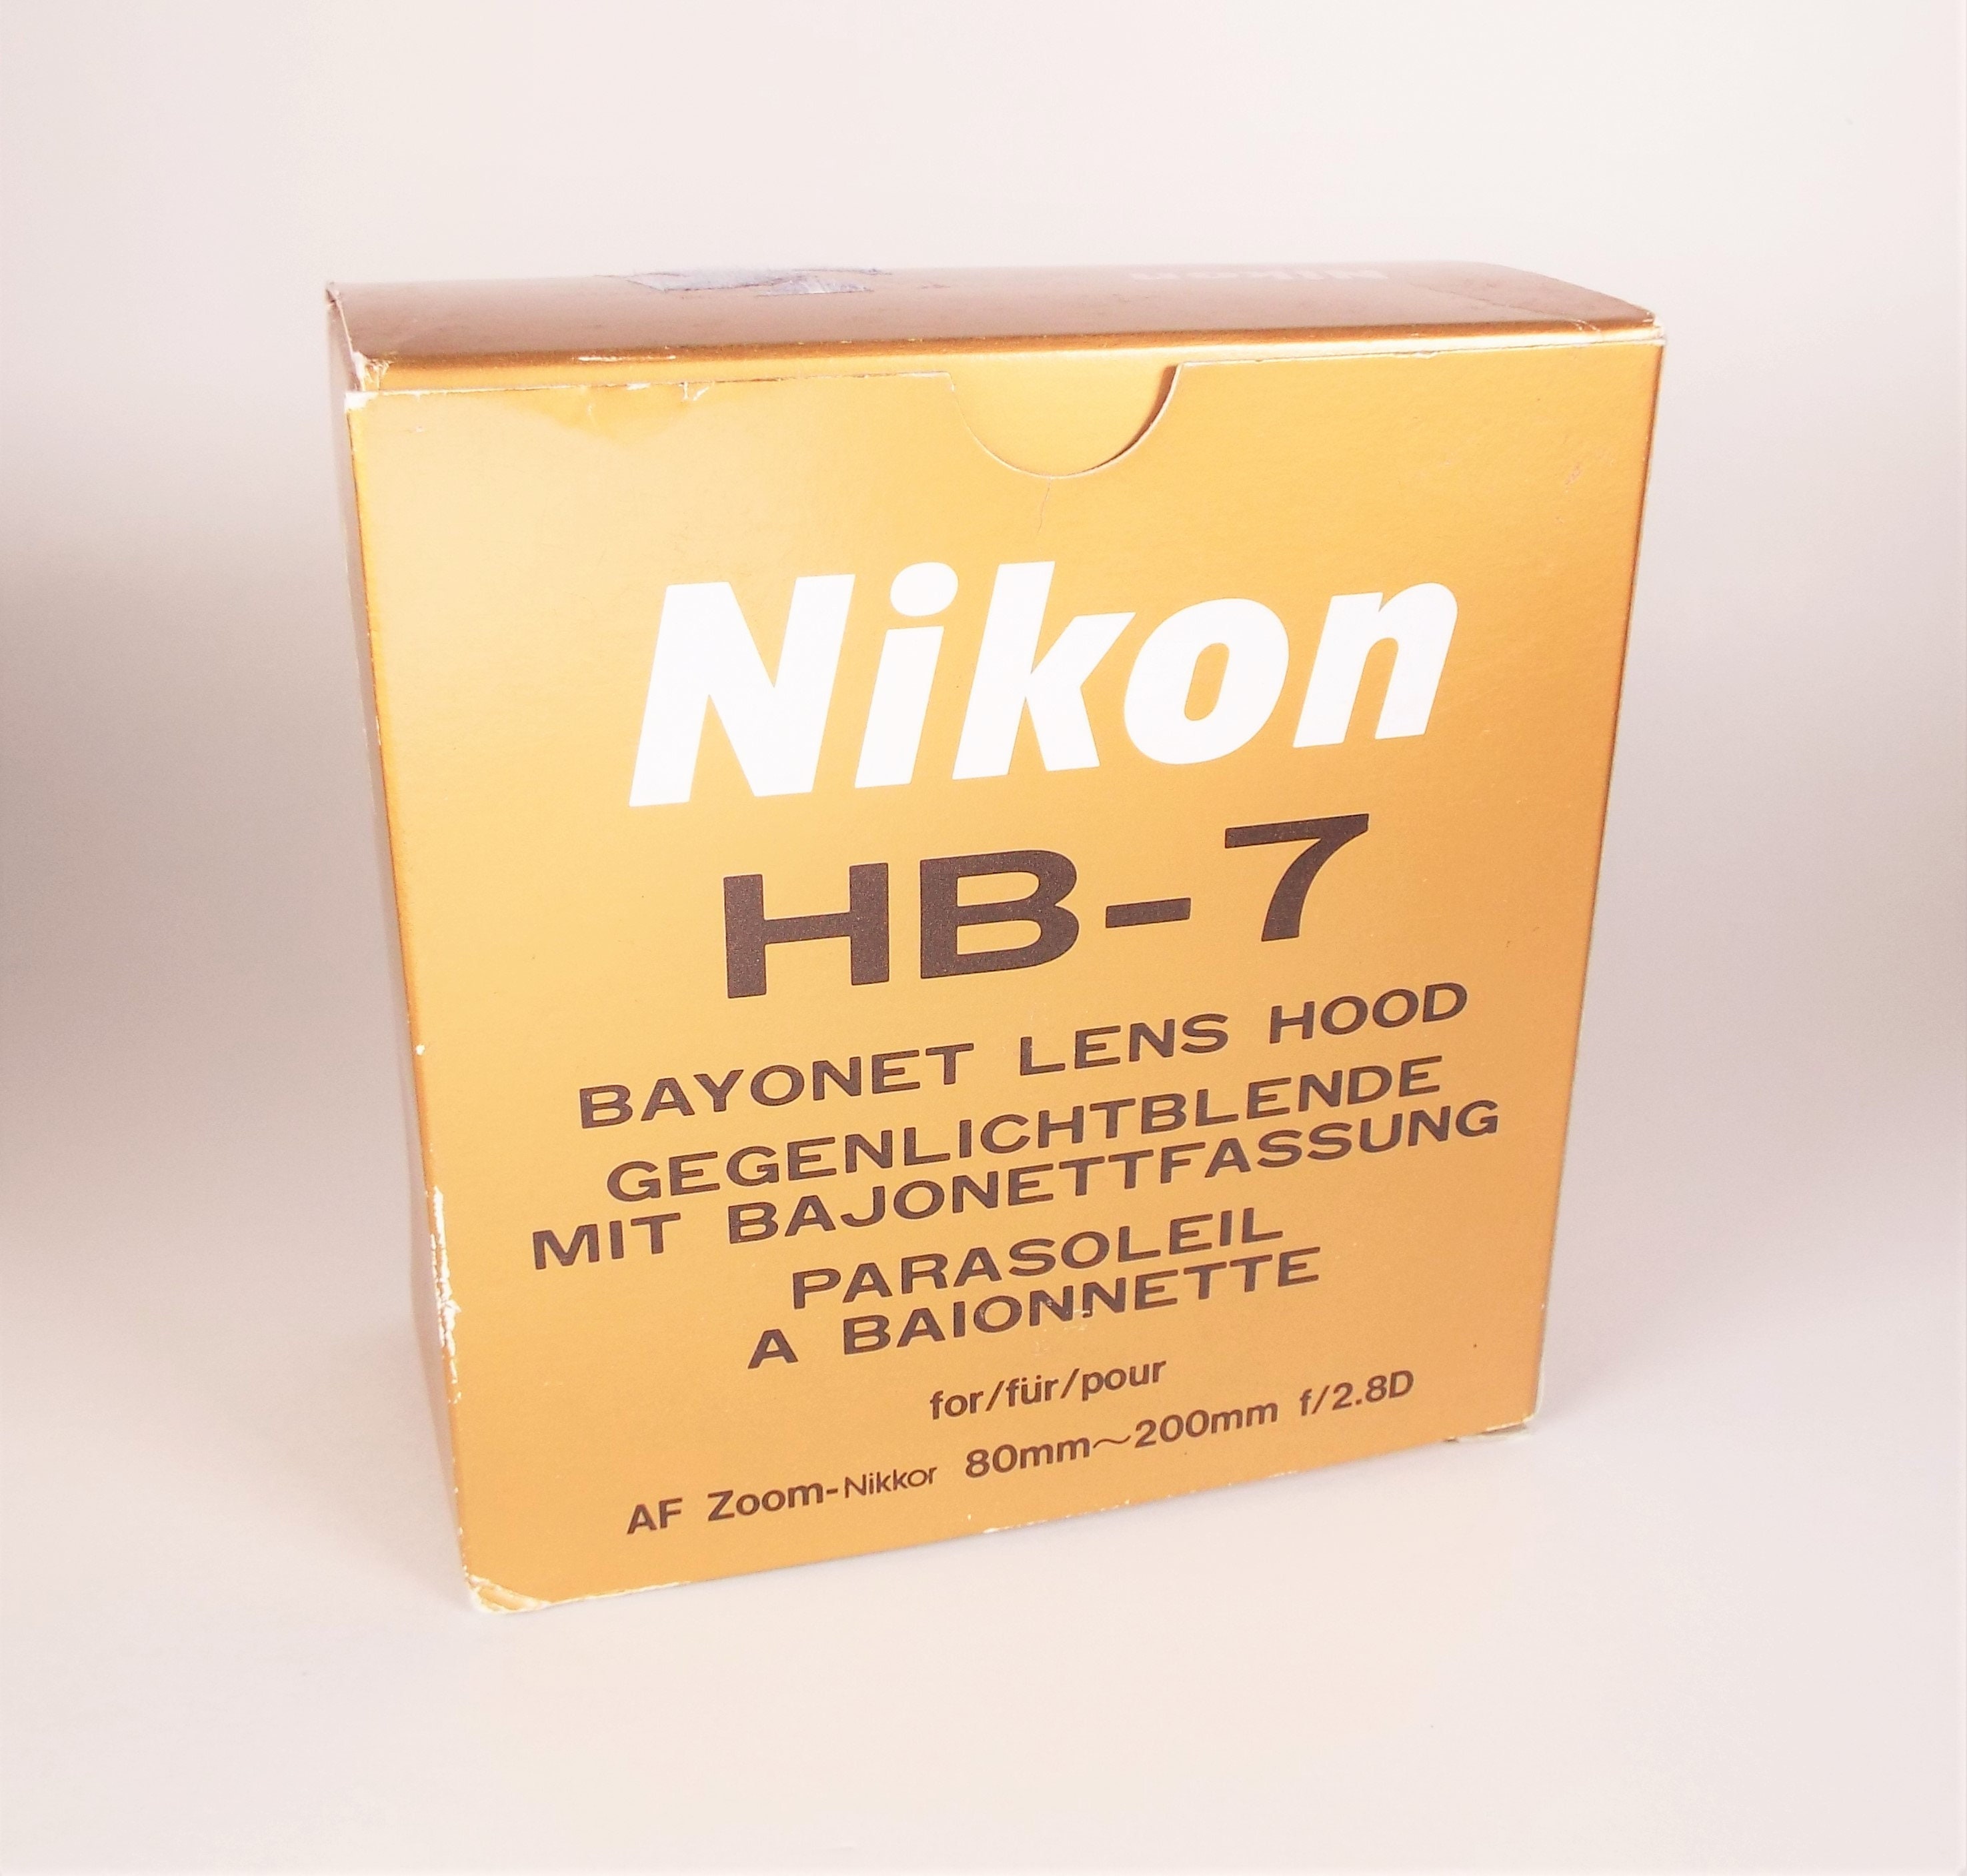 Nikon
Nikon
HB-7
BAYONET LENS HOOD
GEGENLICHTBLENDE
MIT BAJONETTFASSUNG
PARASOLEIL
A BAIONNETTE
for/für/pour
AF Zoom-Nikkor 80mm~200mm f/2.8D